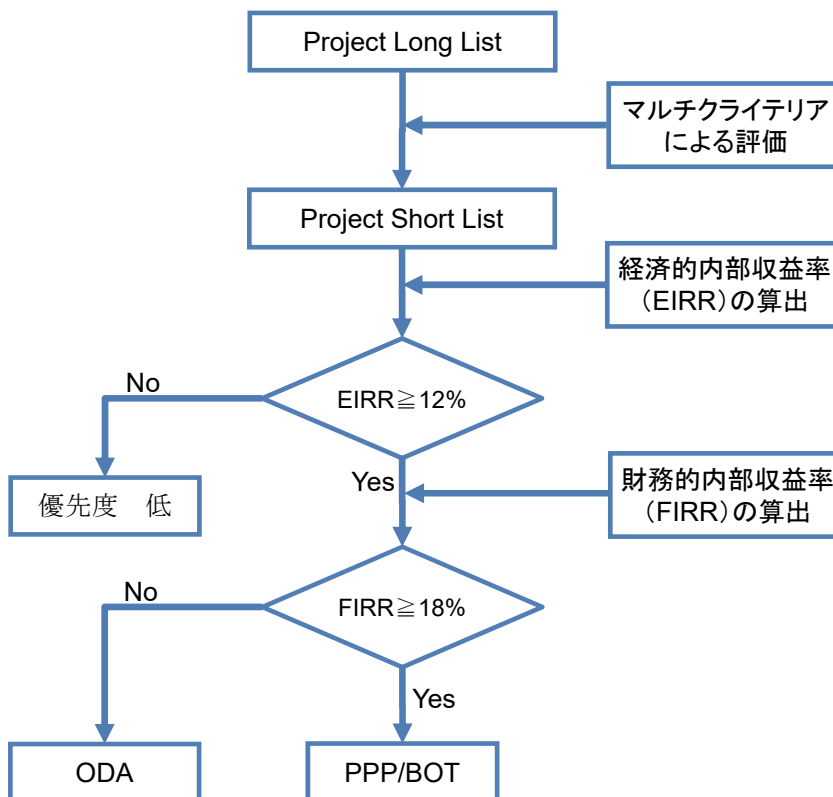 Project Long List
マルチクライテリア
による評価
Project Short List
経済的内部収益率
（EIRR）の算出
No
EIRR≧12%
優先度　低
Yes
財務的内部収益率
（FIRR）の算出
No
FIRR≧18%
Yes
ODA
PPP/BOT